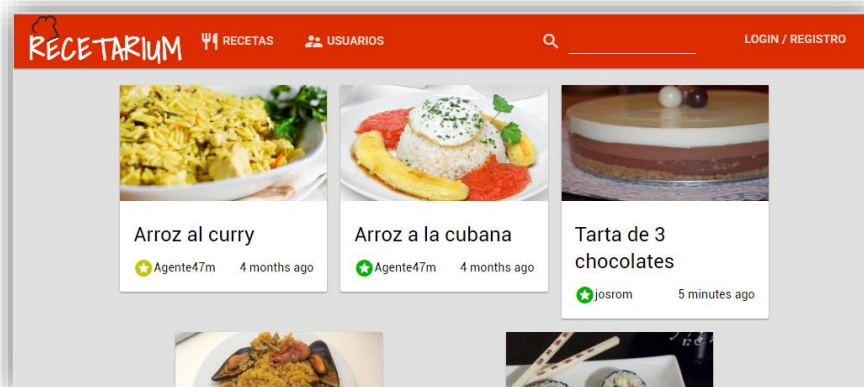 RECETARIUM
RECETAS
USUARIOS
LOGIN / REGISTRO
Arroz al curry
Agente47m 4 months ago
Arroz a la cubana
Agente47m 4 months ago
Tarta de 3
chocolates
josrom 5 minutes ago